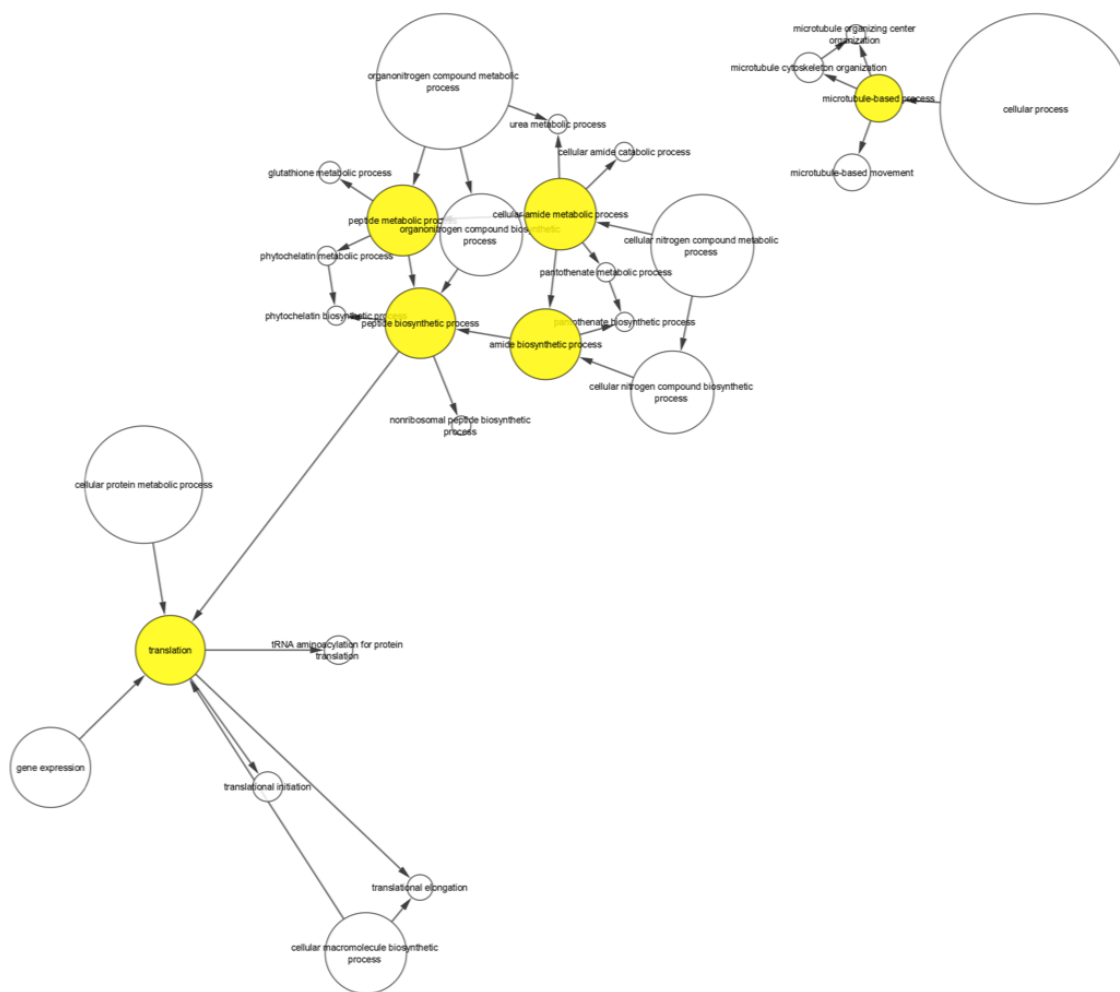 microtubule organizing center
organization
microtubule cytoskeleton organization
microtubule-based process
cellular process
microtubule-based movement
organonitrogen compound metabolic
process
urea metabolic process
cellular amide catabolic process
glutathione metabolic process
peptide metabolic process
cellular amide metabolic process
organonitrogen compound biosynthetic
process
cellular nitrogen compound metabolic
process
phytochelatin metabolic process
pantothenate metabolic process
phytochelatin biosynthetic process
peptide biosynthetic process
pantothenate biosynthetic process
amide biosynthetic process
cellular nitrogen compound biosynthetic
process
nonribosomal peptide biosynthetic
process
cellular protein metabolic process
translation
tRNA aminoacylation for protein
translation
gene expression
translational initiation
translational elongation
cellular macromolecule biosynthetic
process